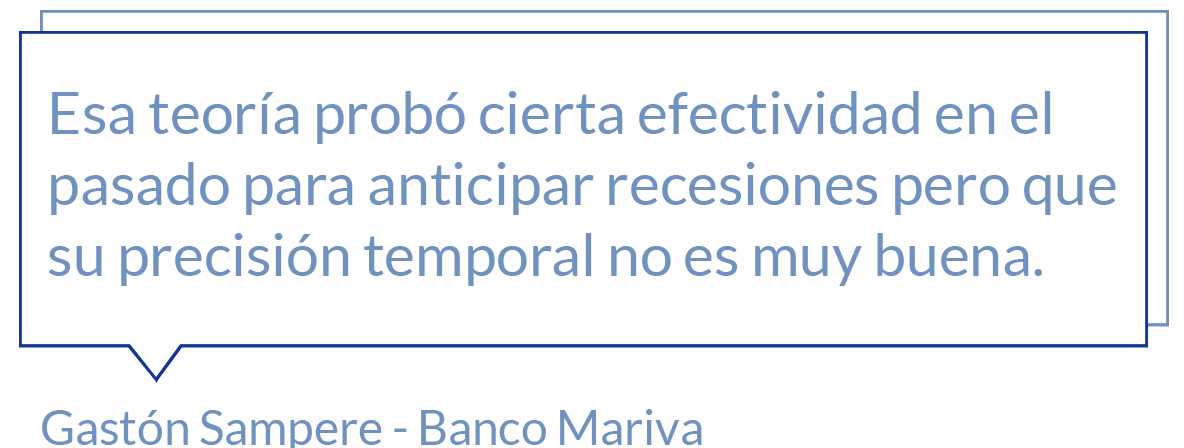 Esa teoría probó cierta efectividad en el
pasado para anticipar recesiones pero que
su precisión temporal no es muy buena.
Gastón Sampere - Banco Mariva